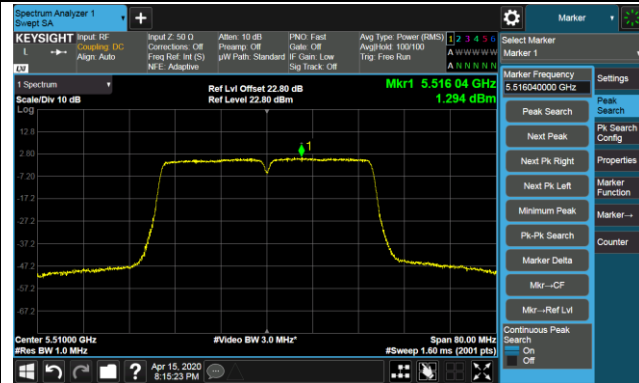 Spectrum Analyzer 1
Swept SA
Marker
KEYSIGHT
L
Input: RF
Coupling: DC
Align: Auto
Input Z: 50 Ω
Corrections: Off
Freq Ref: Int (S)
NFE: Adaptive
Atten: 10 dB
Preamp: Off
µW Path: Standard
PNO: Fast
Gate: Off
IF Gain: Low
Sig Track: Off
Avg Type: Power (RMS)
Avg|Hold: 100/100
Trig: Free Run
1 2 3 4 5 6
A W W W W W
A N N N N N
Select Marker
Marker 1
1 Spectrum
Scale/Div 10 dB
Log
Ref Lvl Offset 22.80 dB
Ref Level 22.80 dBm
Mkr1 5.516 04 GHz
1.294 dBm
1
12.8
2.80
-7.20
-17.2
-27.2
-37.2
-47.2
-57.2
-67.2
Center 5.51000 GHz
#Res BW 1.0 MHz
#Video BW 3.0 MHz*
Span 80.00 MHz
#Sweep 1.60 ms (2001 pts)
Marker Frequency
5.516040000 GHz
Peak Search
Next Peak
Next Pk Right
Next Pk Left
Minimum Peak
Pk-Pk Search
Marker Delta
Mkr→CF
Mkr→Ref Lvl
Continuous Peak
Search
On
Off
Settings
Peak
Search
Pk Search
Config
Properties
Marker
Function
Marker→
Counter
Apr 15, 2020
8:15:23 PM